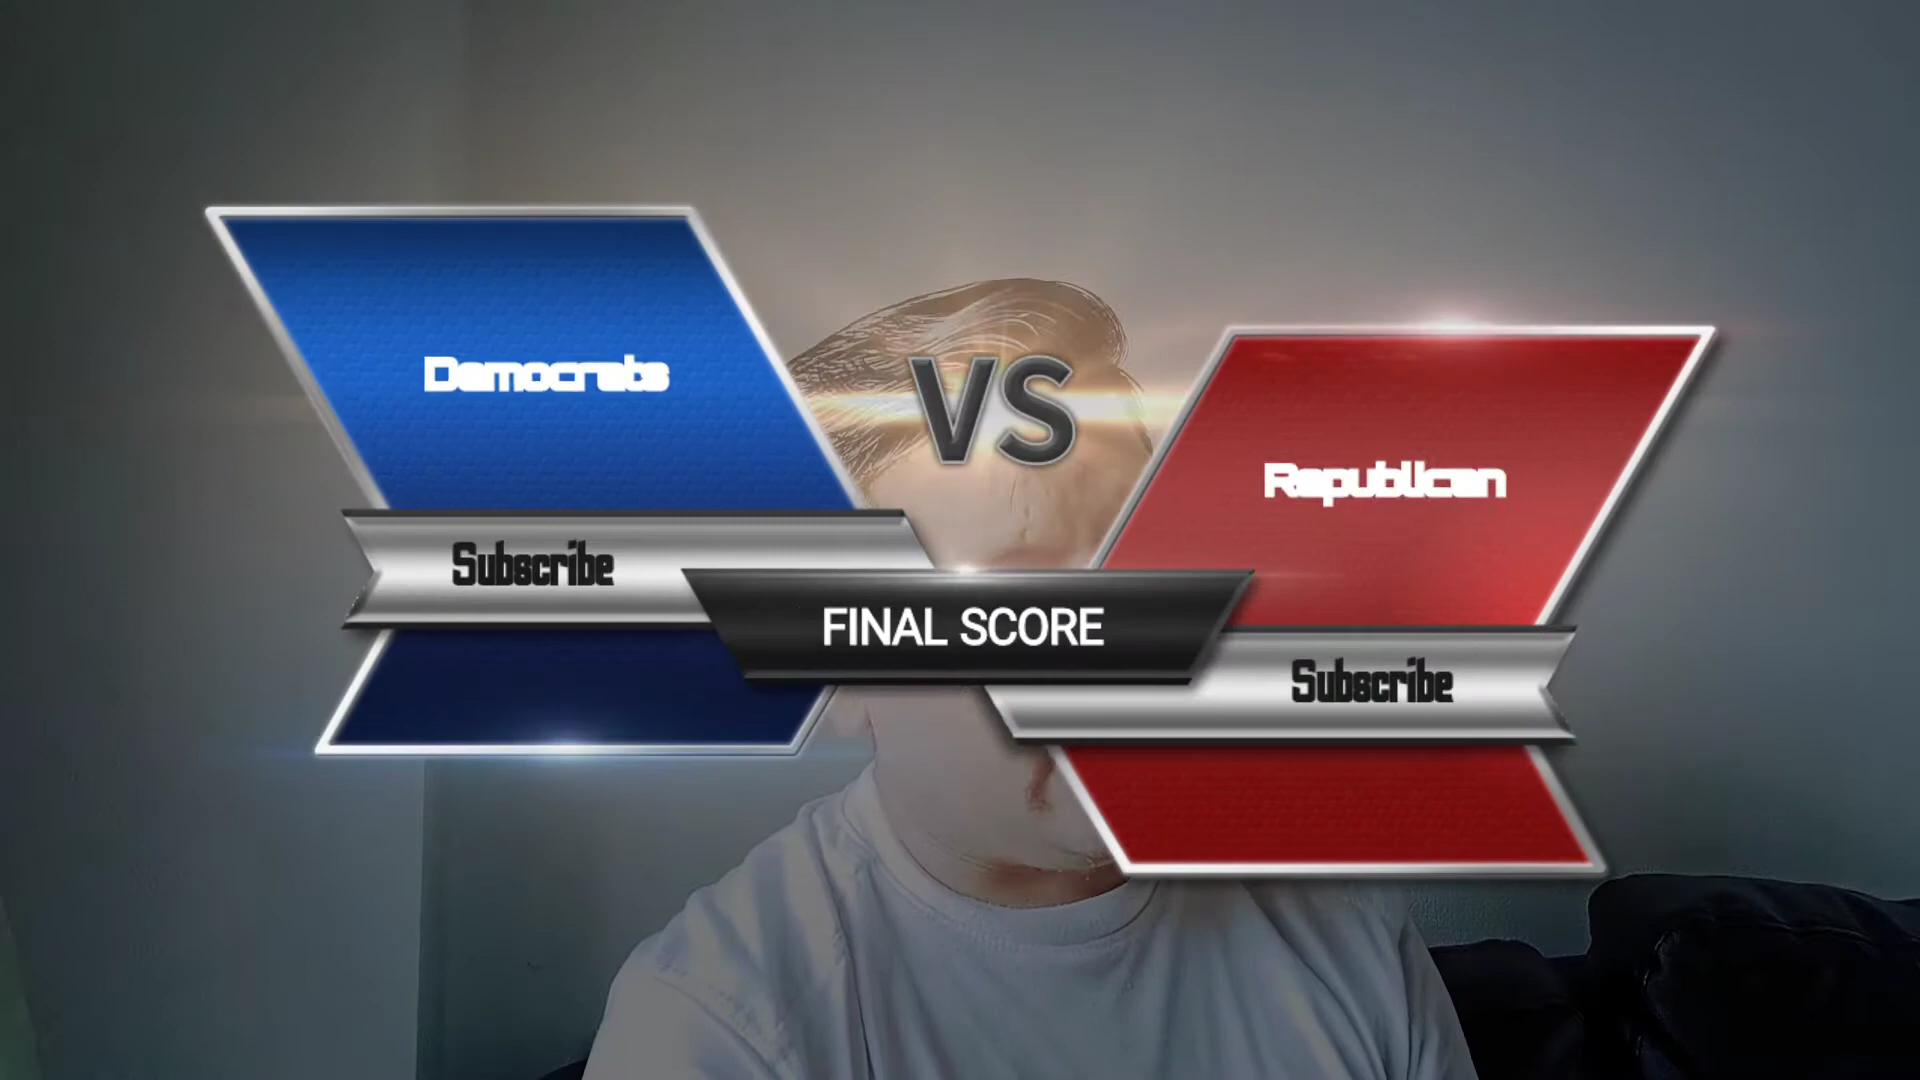 Democrats
VS
Republican
Subscribe
FINAL SCORE
Subscribe